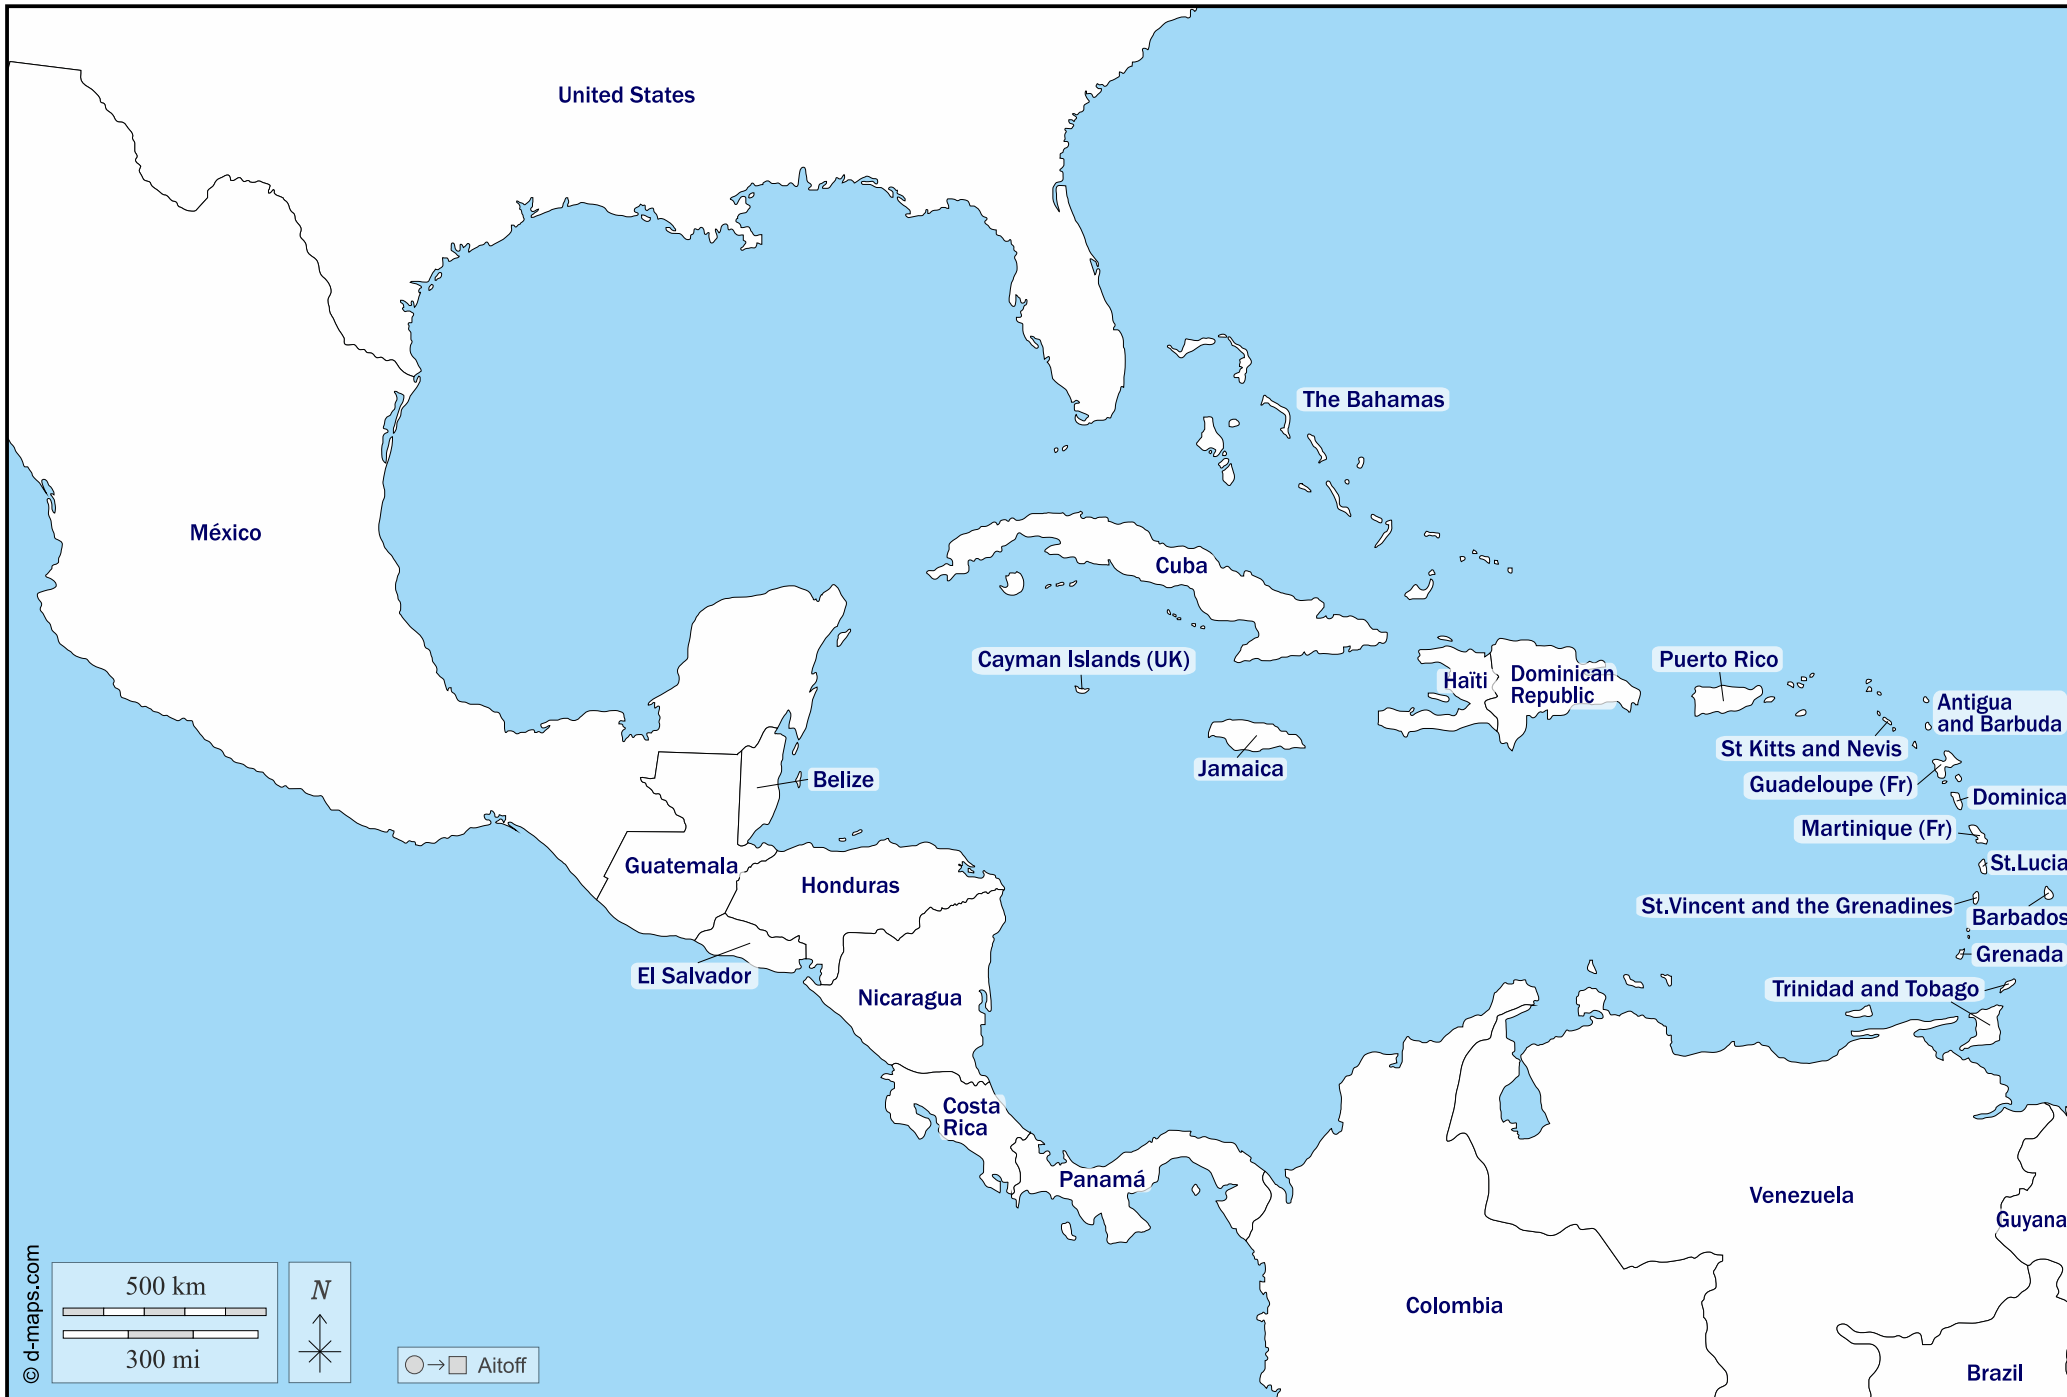 United States
The Bahamas
México
Cuba
Cayman Islands (UK)
Haïti
Dominican
Republic
Puerto Rico
Antigua
and Barbuda
St Kitts and Nevis
Jamaica
Belize
Guadeloupe (Fr)
Dominica
Martinique (Fr)
Guatemala
Honduras
St.Lucia
St.Vincent and the Grenadines
Barbados
El Salvador
Grenada
Nicaragua
Trinidad and Tobago
Costa
Rica
Panamá
Venezuela
Guyana
Colombia
Brazil
500 km
300 mi
N
Aitoff
© d-maps.com